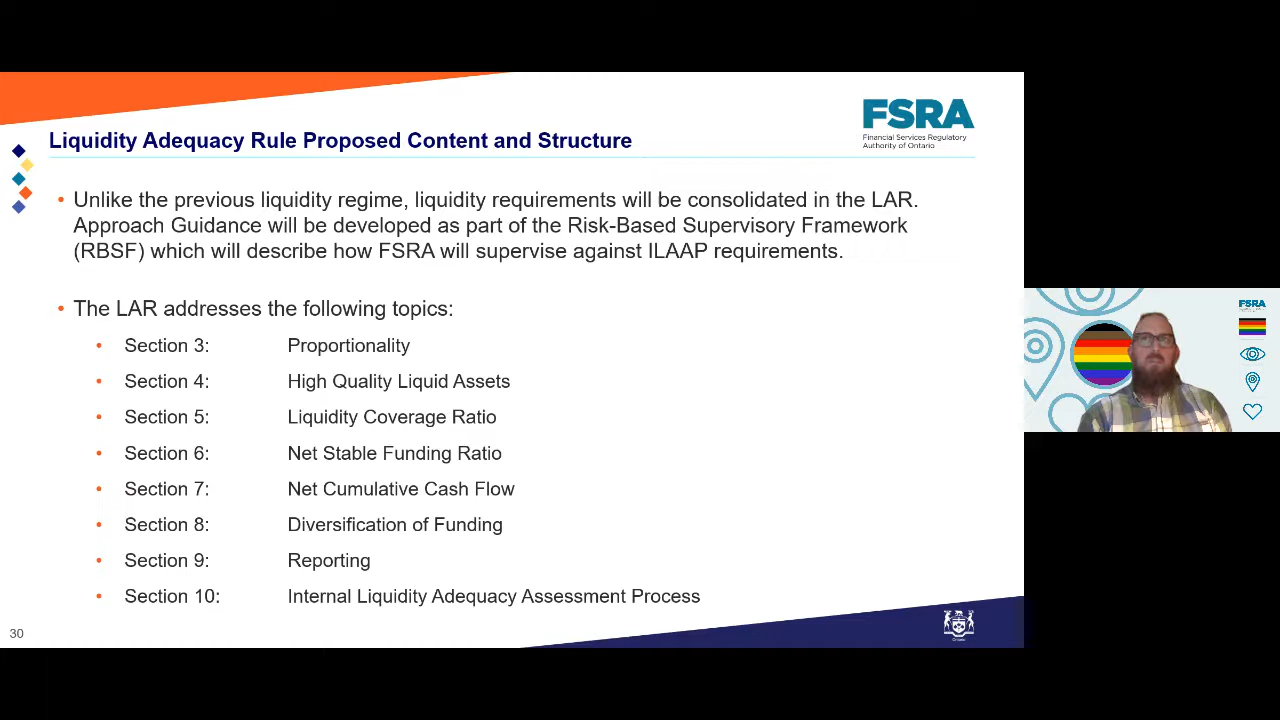 FSRA
Financial Services Regulatory
Authority of Ontario
Liquidity Adequacy Rule Proposed Content and Structure
• Unlike the previous liquidity regime, liquidity requirements will be consolidated in the LAR.
Approach Guidance will be developed as part of the Risk-Based Supervisory Framework
(RBSF) which will describe how FSRA will supervise against ILAAP requirements.
• The LAR addresses the following topics:
• Section 3: Proportionality
• Section 4: High Quality Liquid Assets
• Section 5: Liquidity Coverage Ratio
• Section 6: Net Stable Funding Ratio
• Section 7: Net Cumulative Cash Flow
• Section 8: Diversification of Funding
• Section 9: Reporting
• Section 10: Internal Liquidity Adequacy Assessment Process
30
Ontario
FSRA